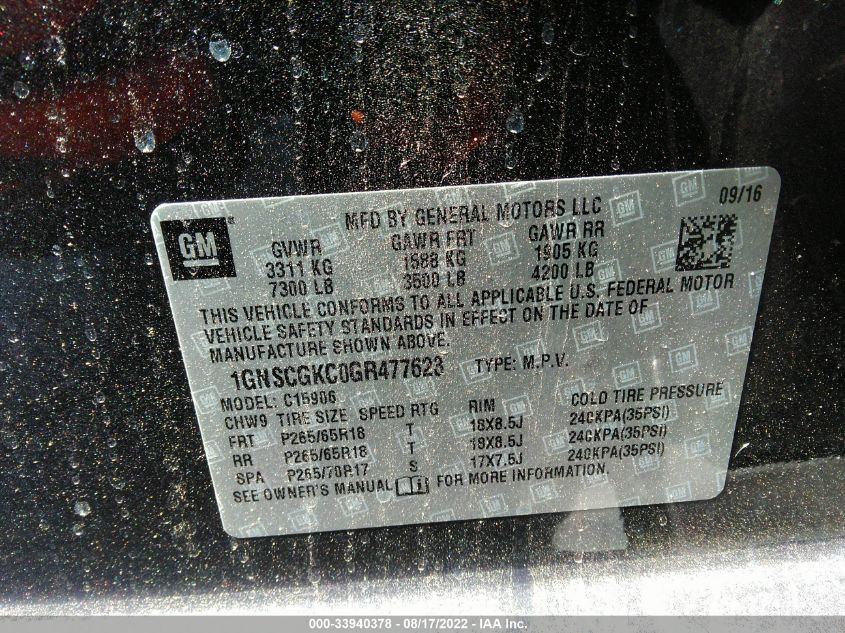 GM
MFD BY GENERAL MOTORS LLC
09/16
GVWR GAWR FRT GAWR RR
3311 KG 1588 KG 1905 KG
7300 LB 3500 LB 4200 LB
THIS VEHICLE CONFORMS TO ALL APPLICABLE U.S. FEDERAL MOTOR
VEHICLE SAFETY STANDARDS IN EFFECT ON THE DATE OF
MANUFACTURE SHOWN ABOVE.
1GNSCGKC0GR477623 TYPE: M.P.V.
MODEL: C15906
CHW9 TIRE SIZE SPEED RTG RIM COLD TIRE PRESSURE
FRT P265/65R18 T 18X8.5J 240KPA(35PSI)
RR P265/65R18 T 18X8.5J 240KPA(35PSI)
SPA P265/70R17 S 17X7.5J 240KPA(35PSI)
SEE OWNER'S MANUAL FOR MORE INFORMATION.
000-33940378 - 08/17/2022 - IAA Inc.